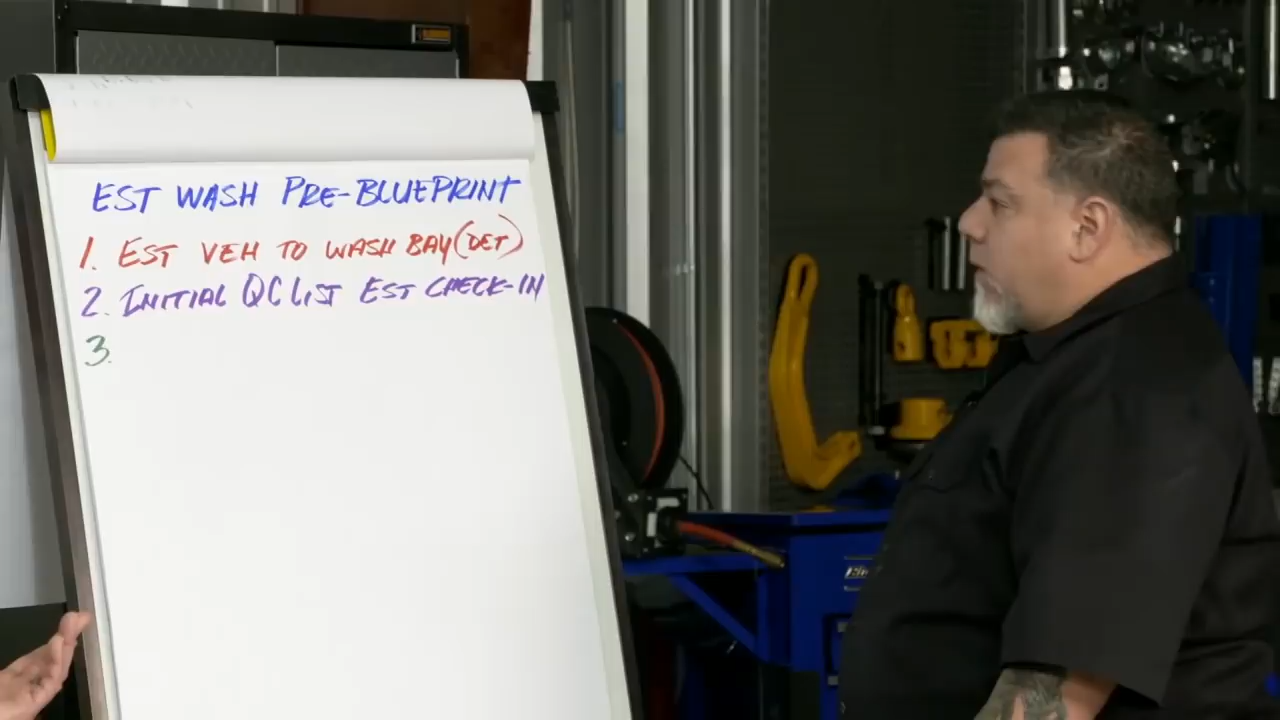 EST WASH PRE-BLUEPRINT
1. EST VEH TO WASH BAY (DET)
2. INITIAL QC LIST EST CHECK-IN
3.